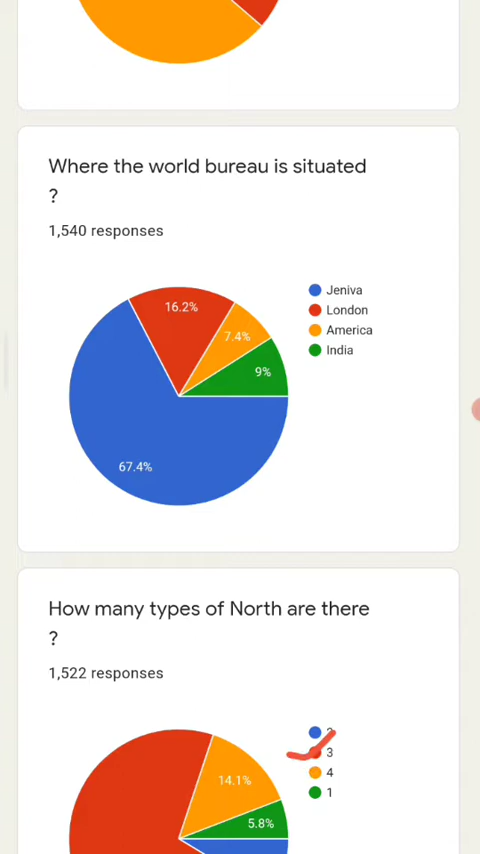 Where the world bureau is situated
?
1,540 responses
16.2%
7.4%
9%
67.4%
Jeniva
London
America
India
How many types of North are there
?
1,522 responses
14.1%
5.8%
3
4
1